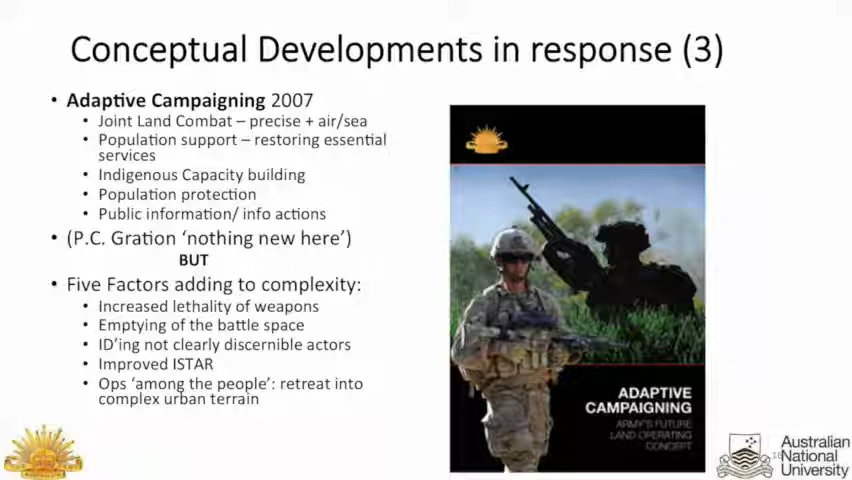 Conceptual Developments in response (3)
• Adaptive Campaigning 2007
• Joint Land Combat – precise + air/sea
• Population support – restoring essential
services
• Indigenous Capacity building
• Population protection
• Public information/ info actions
• (P.C. Gration ‘nothing new here’)
BUT
• Five Factors adding to complexity:
• Increased lethality of weapons
• Emptying of the battle space
• ID’ing not clearly discernible actors
• Improved ISTAR
• Ops ‘among the people’: retreat into
complex urban terrain
ADAPTIVE
CAMPAIGNING
ARMY'S FUTURE
LAND OPERATING
CONCEPT
Australian
National
University